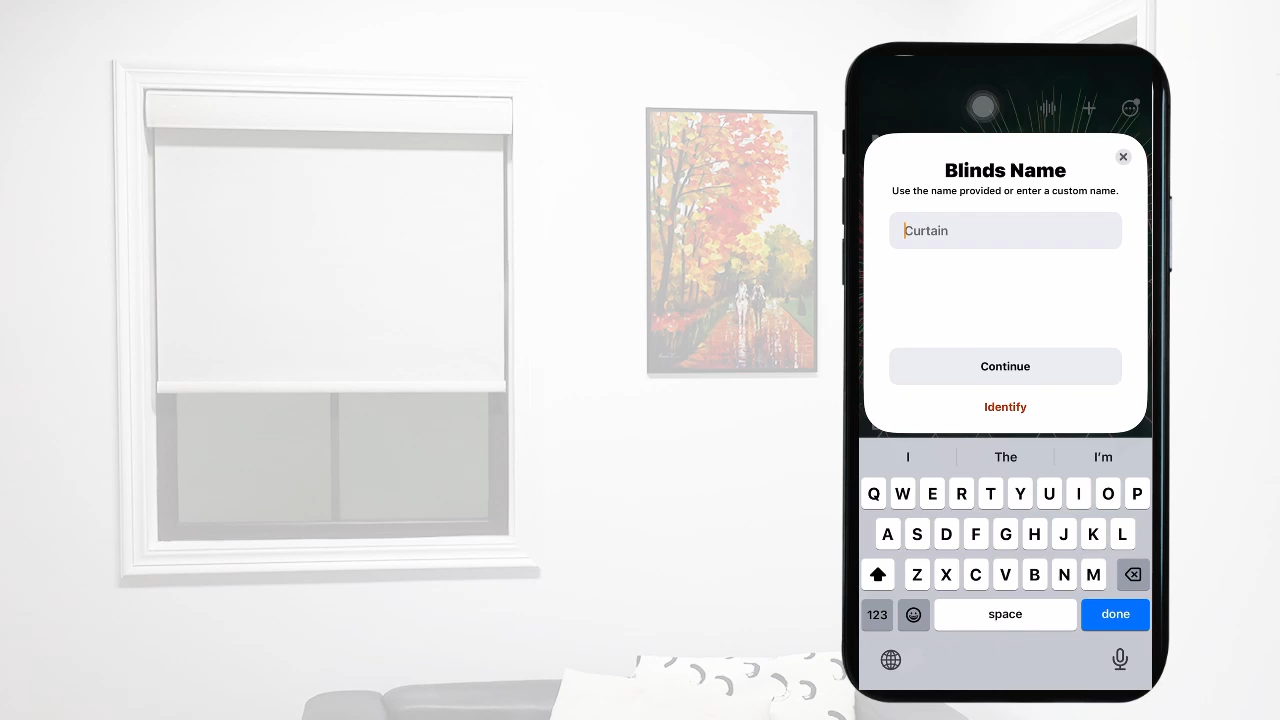 Blinds Name
Use the name provided or enter a custom name.
Curtain
Continue
Identify
I The I'm
Q W E R T Y U I O P
A S D F G H J K L
Z X C V B N M
123 space done